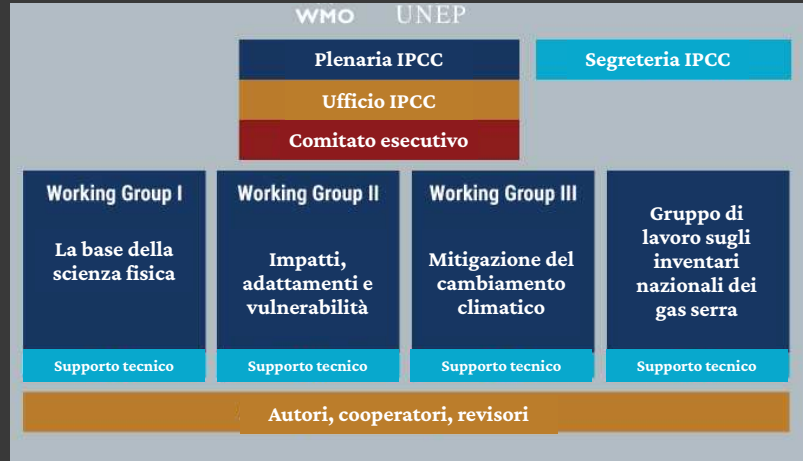 WMO UNEP
Plenaria IPCC
Segreteria IPCC
Ufficio IPCC
Comitato esecutivo
Working Group I
La base della
scienza fisica
Supporto tecnico
Working Group II
Impatti,
adattamenti e
vulnerabilità
Supporto tecnico
Working Group III
Mitigazione del
cambiamento
climatico
Supporto tecnico
Gruppo di
lavoro sugli
inventari
nazionali dei
gas serra
Supporto tecnico
Autori, cooperatori, revisori